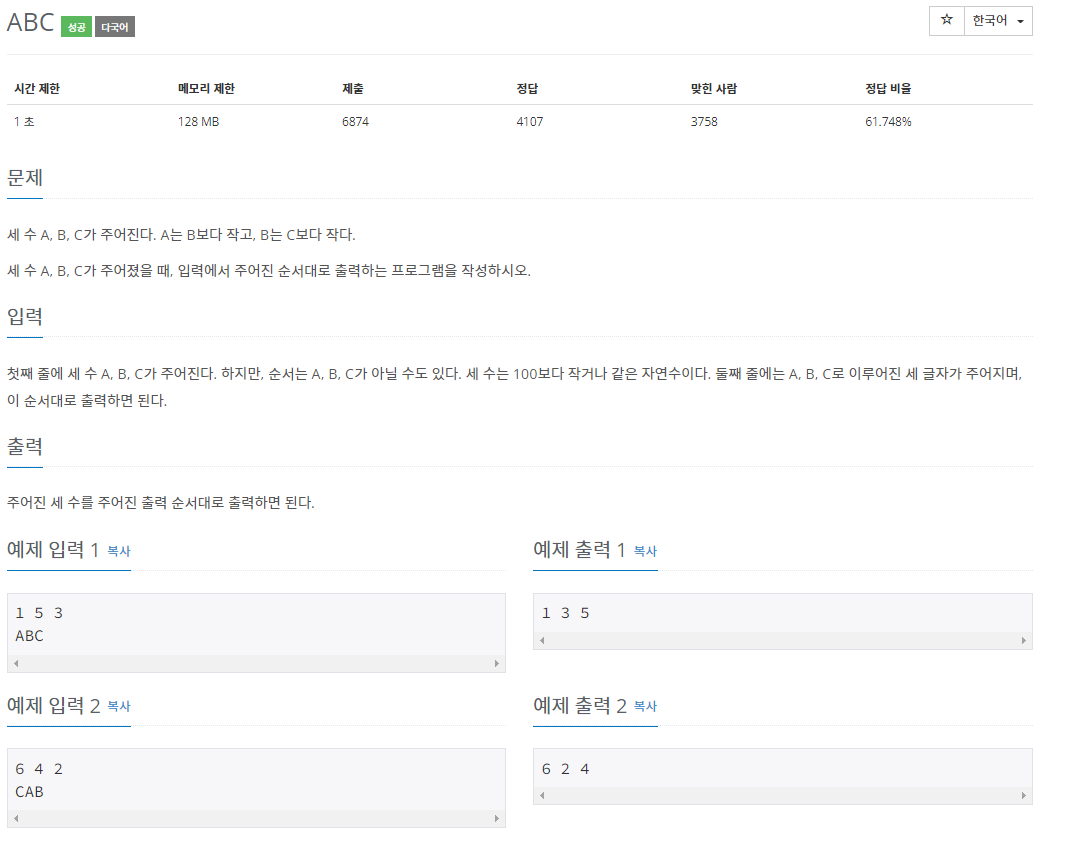 ABC 성공 다국어
☆ 한국어
시간 제한 메모리 제한 제출 정답 맞힌 사람 정답 비율
1 초 128 MB 6874 4107 3758 61.748%
문제
세 수 A, B, C가 주어진다. A는 B보다 작고, B는 C보다 작다.
세 수 A, B, C가 주어졌을 때, 입력에서 주어진 순서대로 출력하는 프로그램을 작성하시오.
입력
첫째 줄에 세 수 A, B, C가 주어진다. 하지만, 순서는 A, B, C가 아닐 수도 있다. 세 수는 100보다 작거나 같은 자연수이다. 둘째 줄에는 A, B, C로 이루어진 세 글자가 주어지며,
이 순서대로 출력하면 된다.
출력
주어진 세 수를 주어진 출력 순서대로 출력하면 된다.
예제 입력 1 복사
1 5 3
ABC
예제 출력 1 복사
1 3 5
예제 입력 2 복사
6 4 2
CAB
예제 출력 2 복사
6 2 4